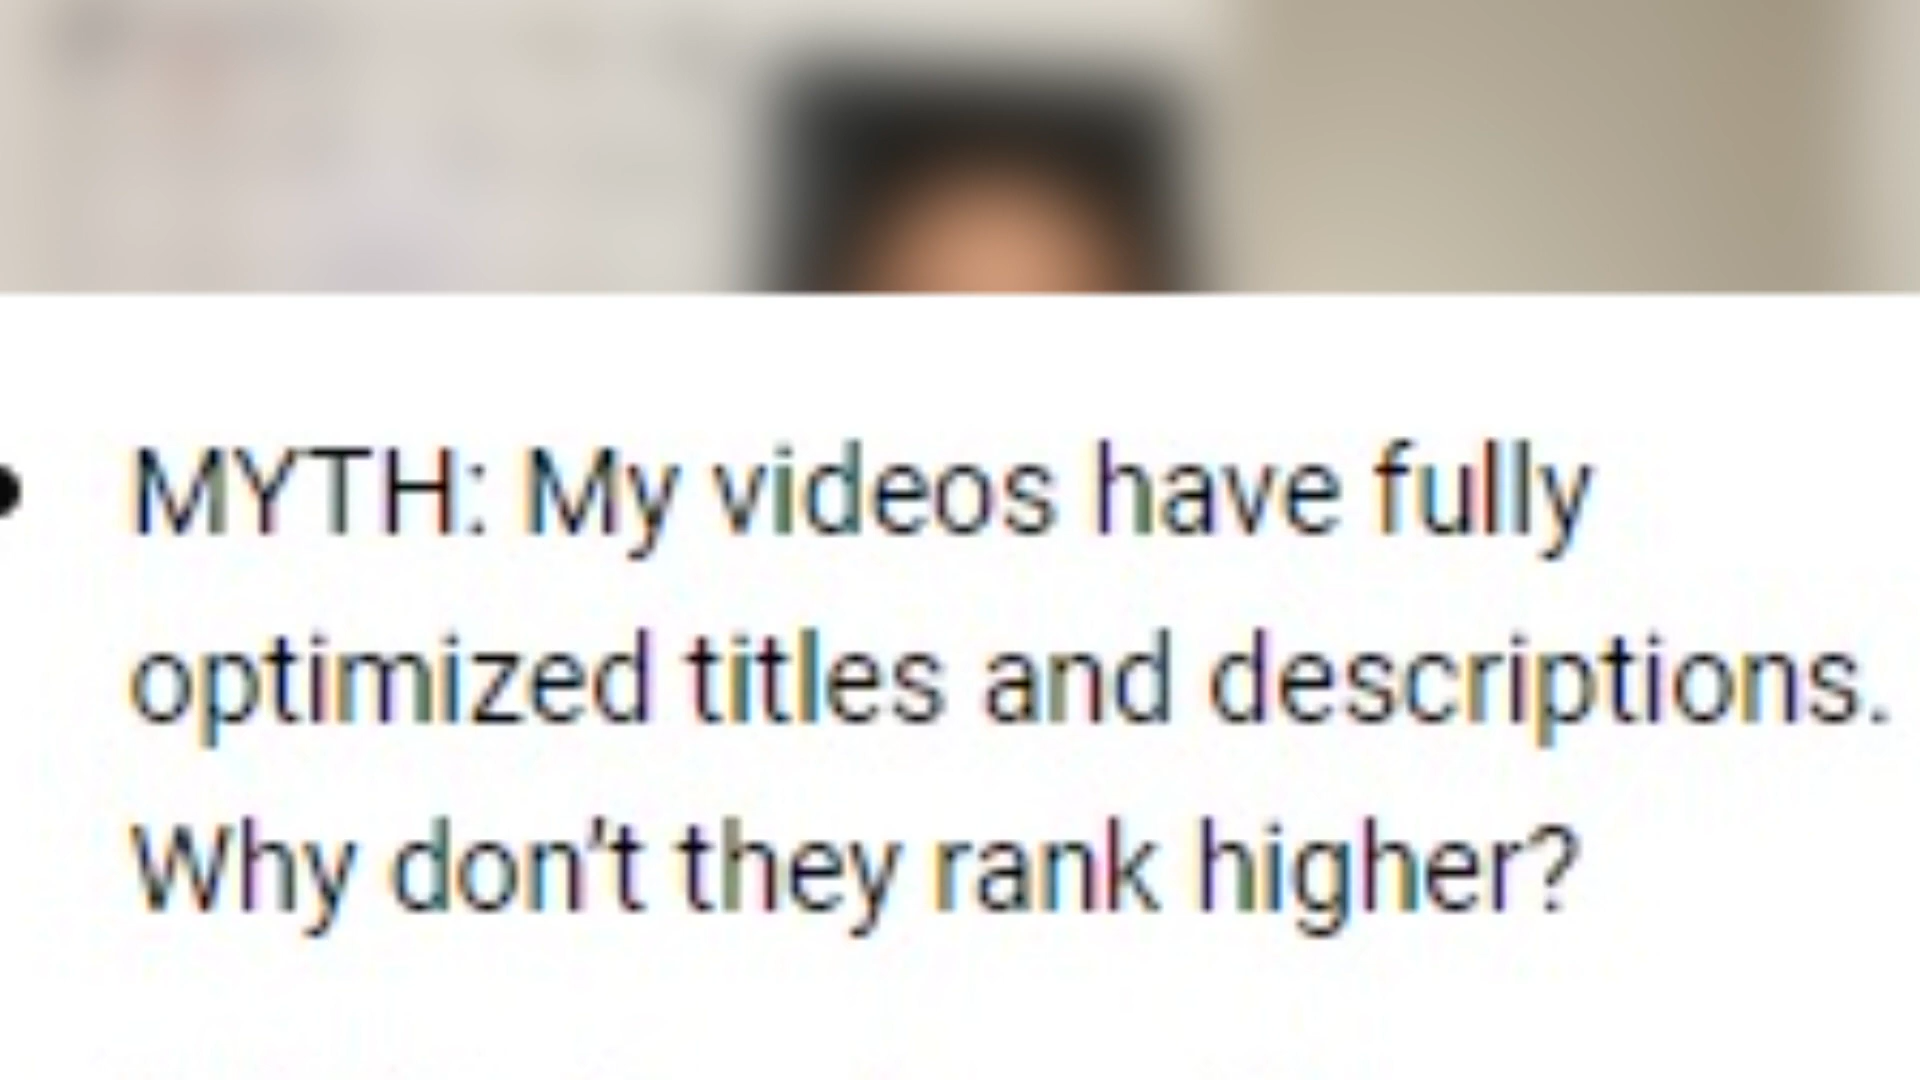 MYTH: My videos have fully
optimized titles and descriptions.
Why don't they rank higher?